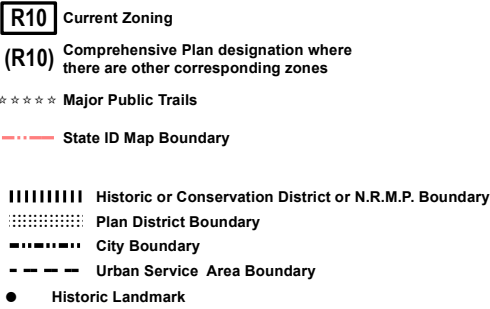 R10 Current Zoning
(R10) Comprehensive Plan designation where
there are other corresponding zones
Major Public Trails
State ID Map Boundary
Historic or Conservation District or N.R.M.P. Boundary
Plan District Boundary
City Boundary
Urban Service Area Boundary
Historic Landmark